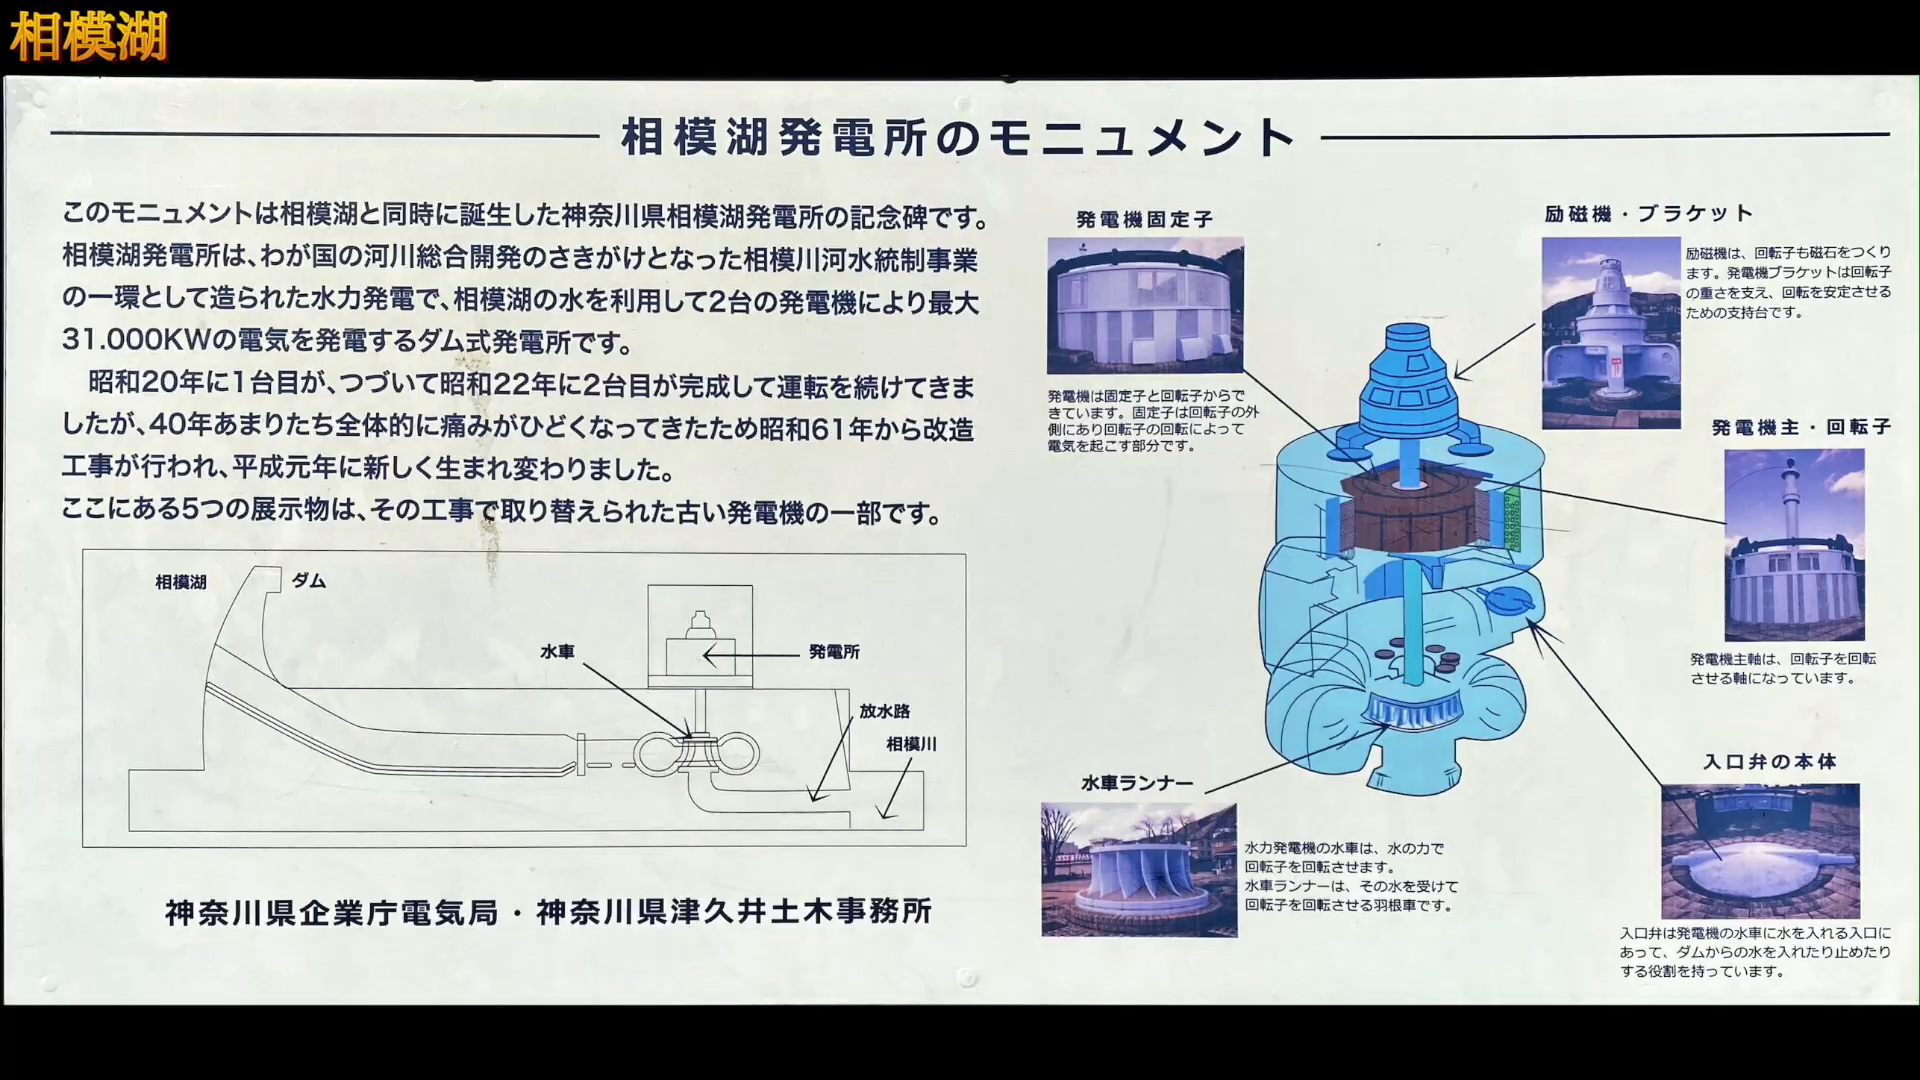 相模湖
相模湖発電所のモニュメント
このモニュメントは相模湖と同時に誕生した神奈川県相模湖発電所の記念碑です。
相模湖発電所は、わが国の河川総合開発のさきがけとなった相模川河水統制事業
の一環として造られた水力発電で、相模湖の水を利用して2台の発電機により最大
31.000KWの電気を発電するダム式発電所です。
昭和20年に1台目が、つづいて昭和22年に2台目が完成して運転を続けてきま
したが、40年あまりたち全体的に痛みがひどくなってきたため昭和61年から改造
工事が行われ、平成元年に新しく生まれ変わりました。
ここにある5つの展示物は、その工事で取り替えられた古い発電機の一部です。
相模湖
ダム
水車
発電所
放水路
相模川
神奈川県企業庁電気局・神奈川県津久井土木事務所
発電機固定子
発電機は固定子と回転子からで
きています。固定子は回転子の外
側にあり回転子の回転によって
電気を起こす部分です。
励磁機・ブラケット
励磁機は、回転子も磁石をつくり
ます。発電機ブラケットは回転子
の重さを支え、回転を安定させる
ための支持台です。
発電機主・回転子
発電機主軸は、回転子を回転
させる軸になっています。
水車ランナー
水力発電機の水車は、水の力で
回転子を回転させます。
水車ランナーは、その水を受けて
回転子を回転させる羽根車です。
入口弁の本体
入口弁は発電機の水車に水を入れる入口に
あって、ダムからの水を入れたり止めたり
する役割を持っています。